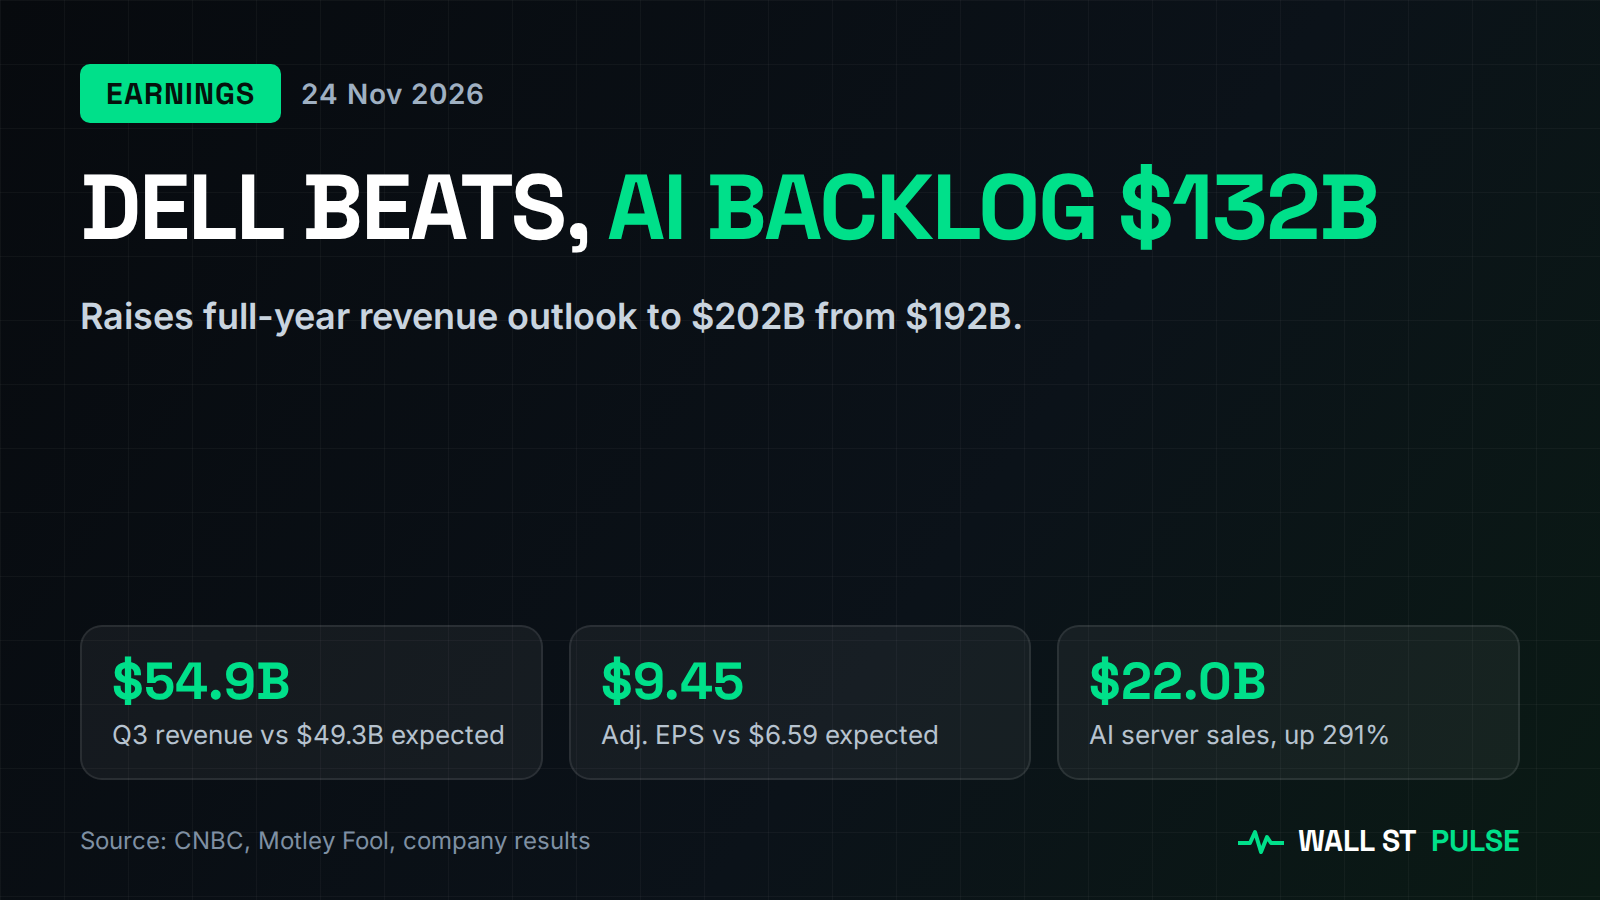 EARNINGS 24 Nov 2026
DELL BEATS, AI BACKLOG $132B
Raises full-year revenue outlook to $202B from $192B.
$54.9B
Q3 revenue vs $49.3B expected
$9.45
Adj. EPS vs $6.59 expected
$22.0B
AI server sales, up 291%
Source: CNBC, Motley Fool, company results
WALL ST PULSE